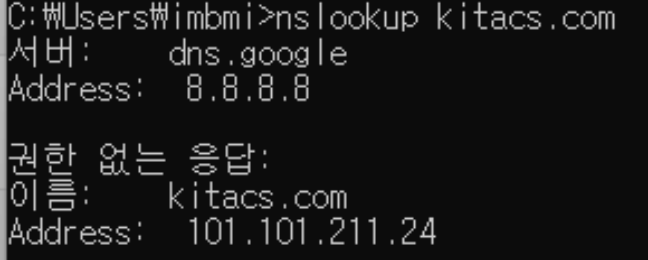 C:₩Users₩imbmi>nslookup kitacs.com
서버:    dns.google
Address:  8.8.8.8

권한 없는 응답:
이름:    kitacs.com
Address:  101.101.211.24